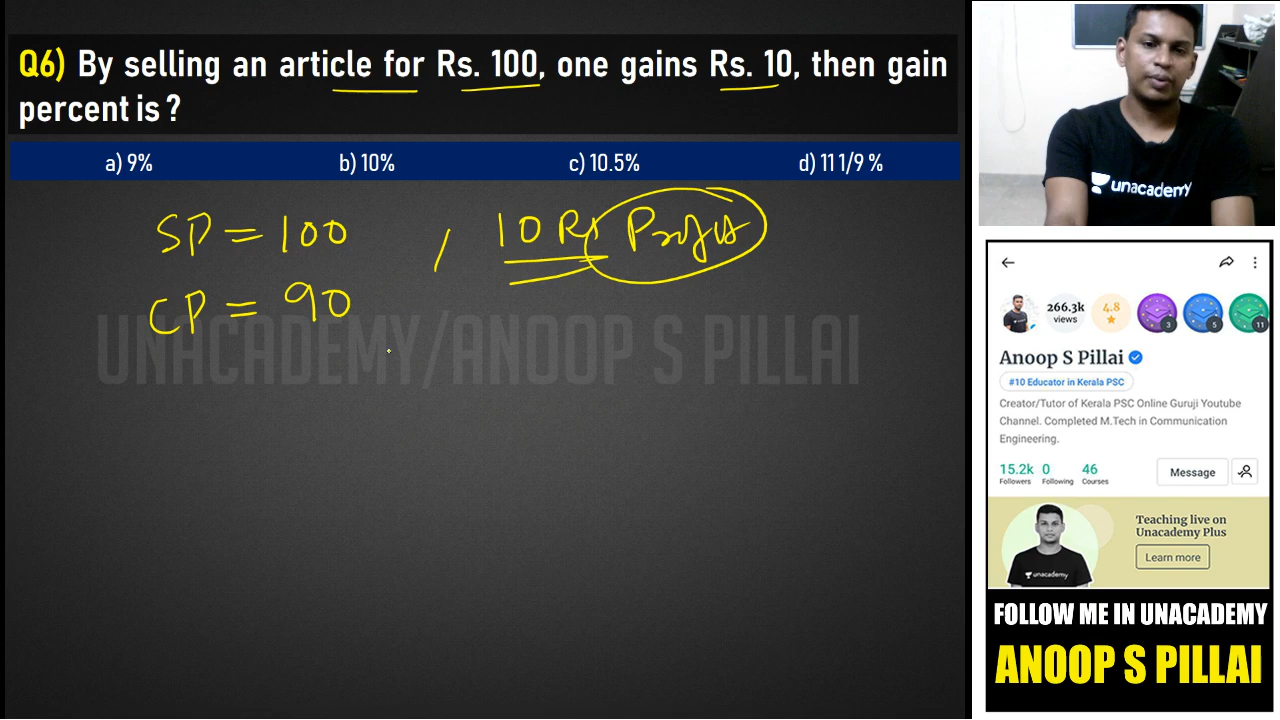 Q6) By selling an article for Rs. 100, one gains Rs. 10, then gain
percent is ?
a) 9%
b) 10%
c) 10.5%
d) 11 1/9 %
SP = 100 , 10 Rs Profit
CP = 90
UNACADEMY/ANOOP S PILLAI
unacademy
266.3k
views
4.8
3
5
11
Anoop S Pillai
#10 Educator in Kerala PSC
Creator/Tutor of Kerala PSC Online Guruji Youtube
Channel. Completed M.Tech in Communication
Engineering.
15.2k 0 46
Followers Following Courses
Message
Teaching live on
Unacademy Plus
Learn more
unacademy
FOLLOW ME IN UNACADEMY
ANOOP S PILLAI